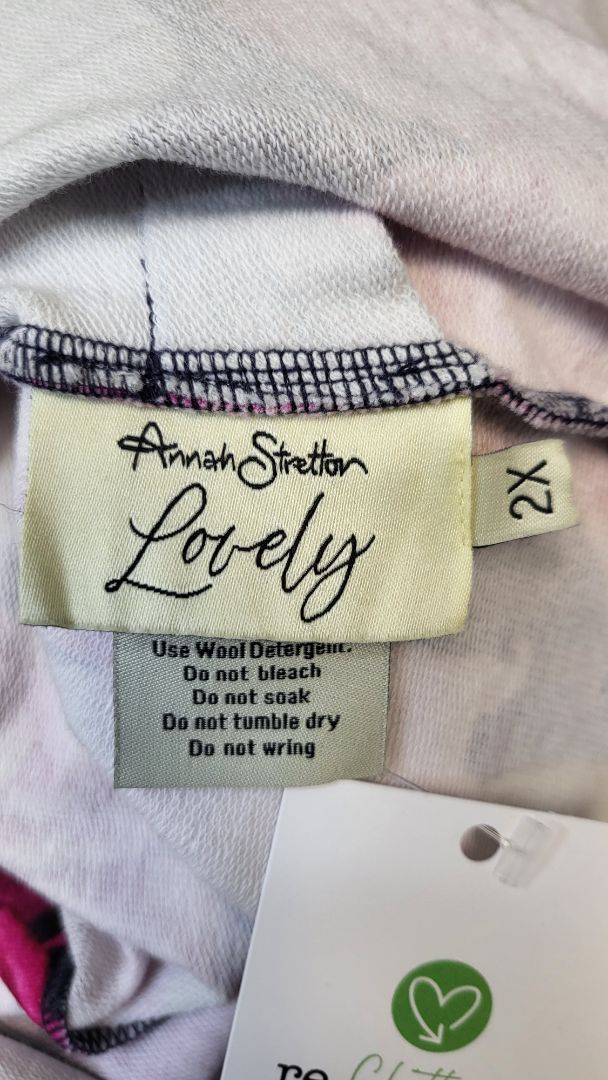 Annah Stretton
Lovely
2X
Use Wool Detergent.
Do not bleach
Do not soak
Do not tumble dry
Do not wring
re